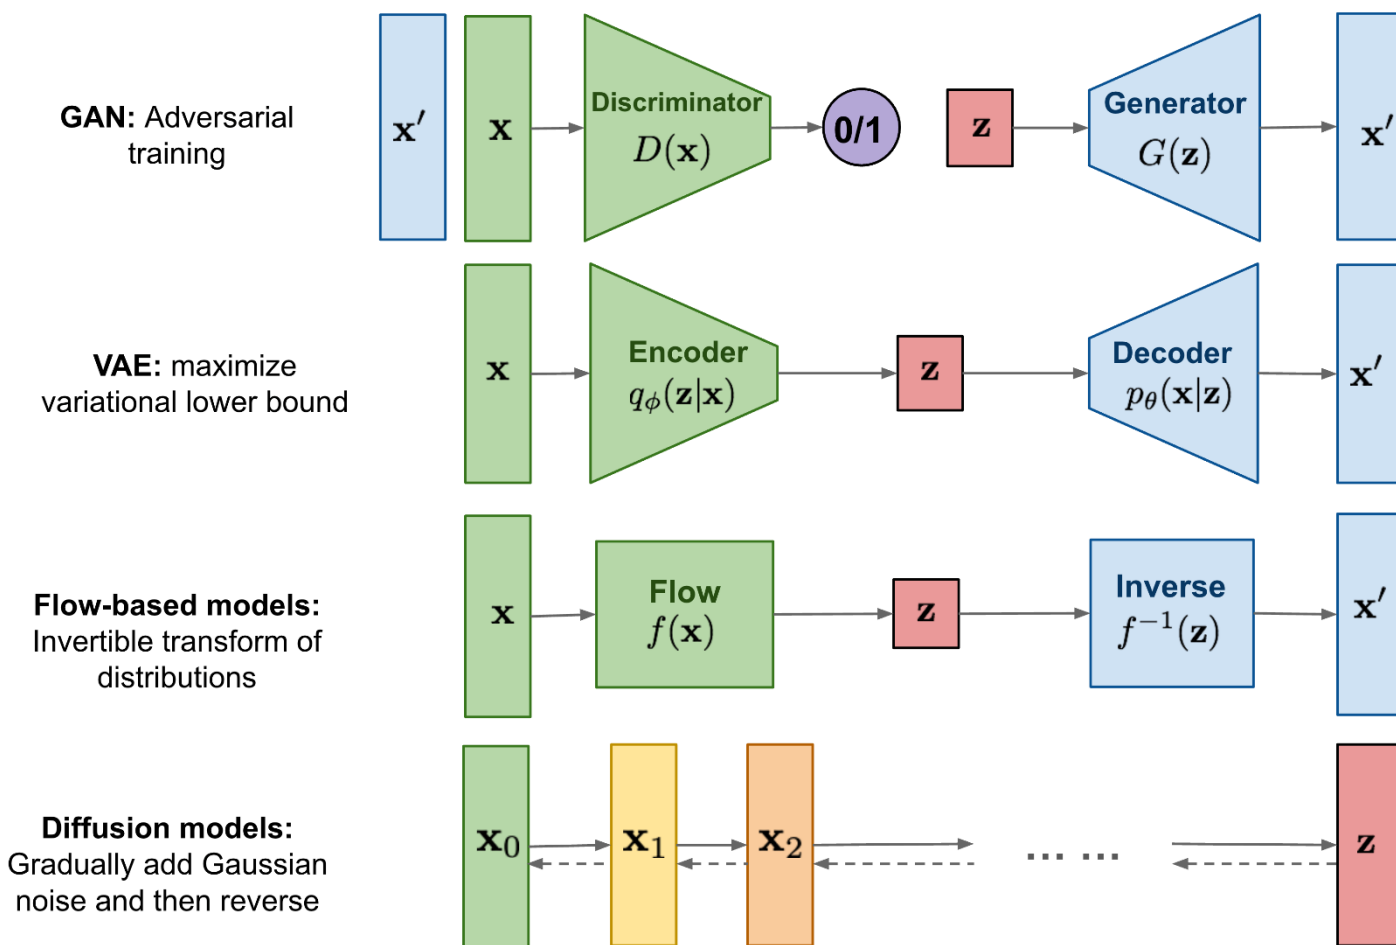 GAN: Adversarial
training
x′
x
Discriminator
D(x)
0/1
z
Generator
G(z)
x′
VAE: maximize
variational lower bound
x
Encoder
qϕ(z|x)
z
Decoder
pθ(x|z)
x′
Flow-based models:
Invertible transform of
distributions
x
Flow
f(x)
z
Inverse
f⁻¹(z)
x′
Diffusion models:
Gradually add Gaussian
noise and then reverse
x₀
x₁
x₂
... ...
z